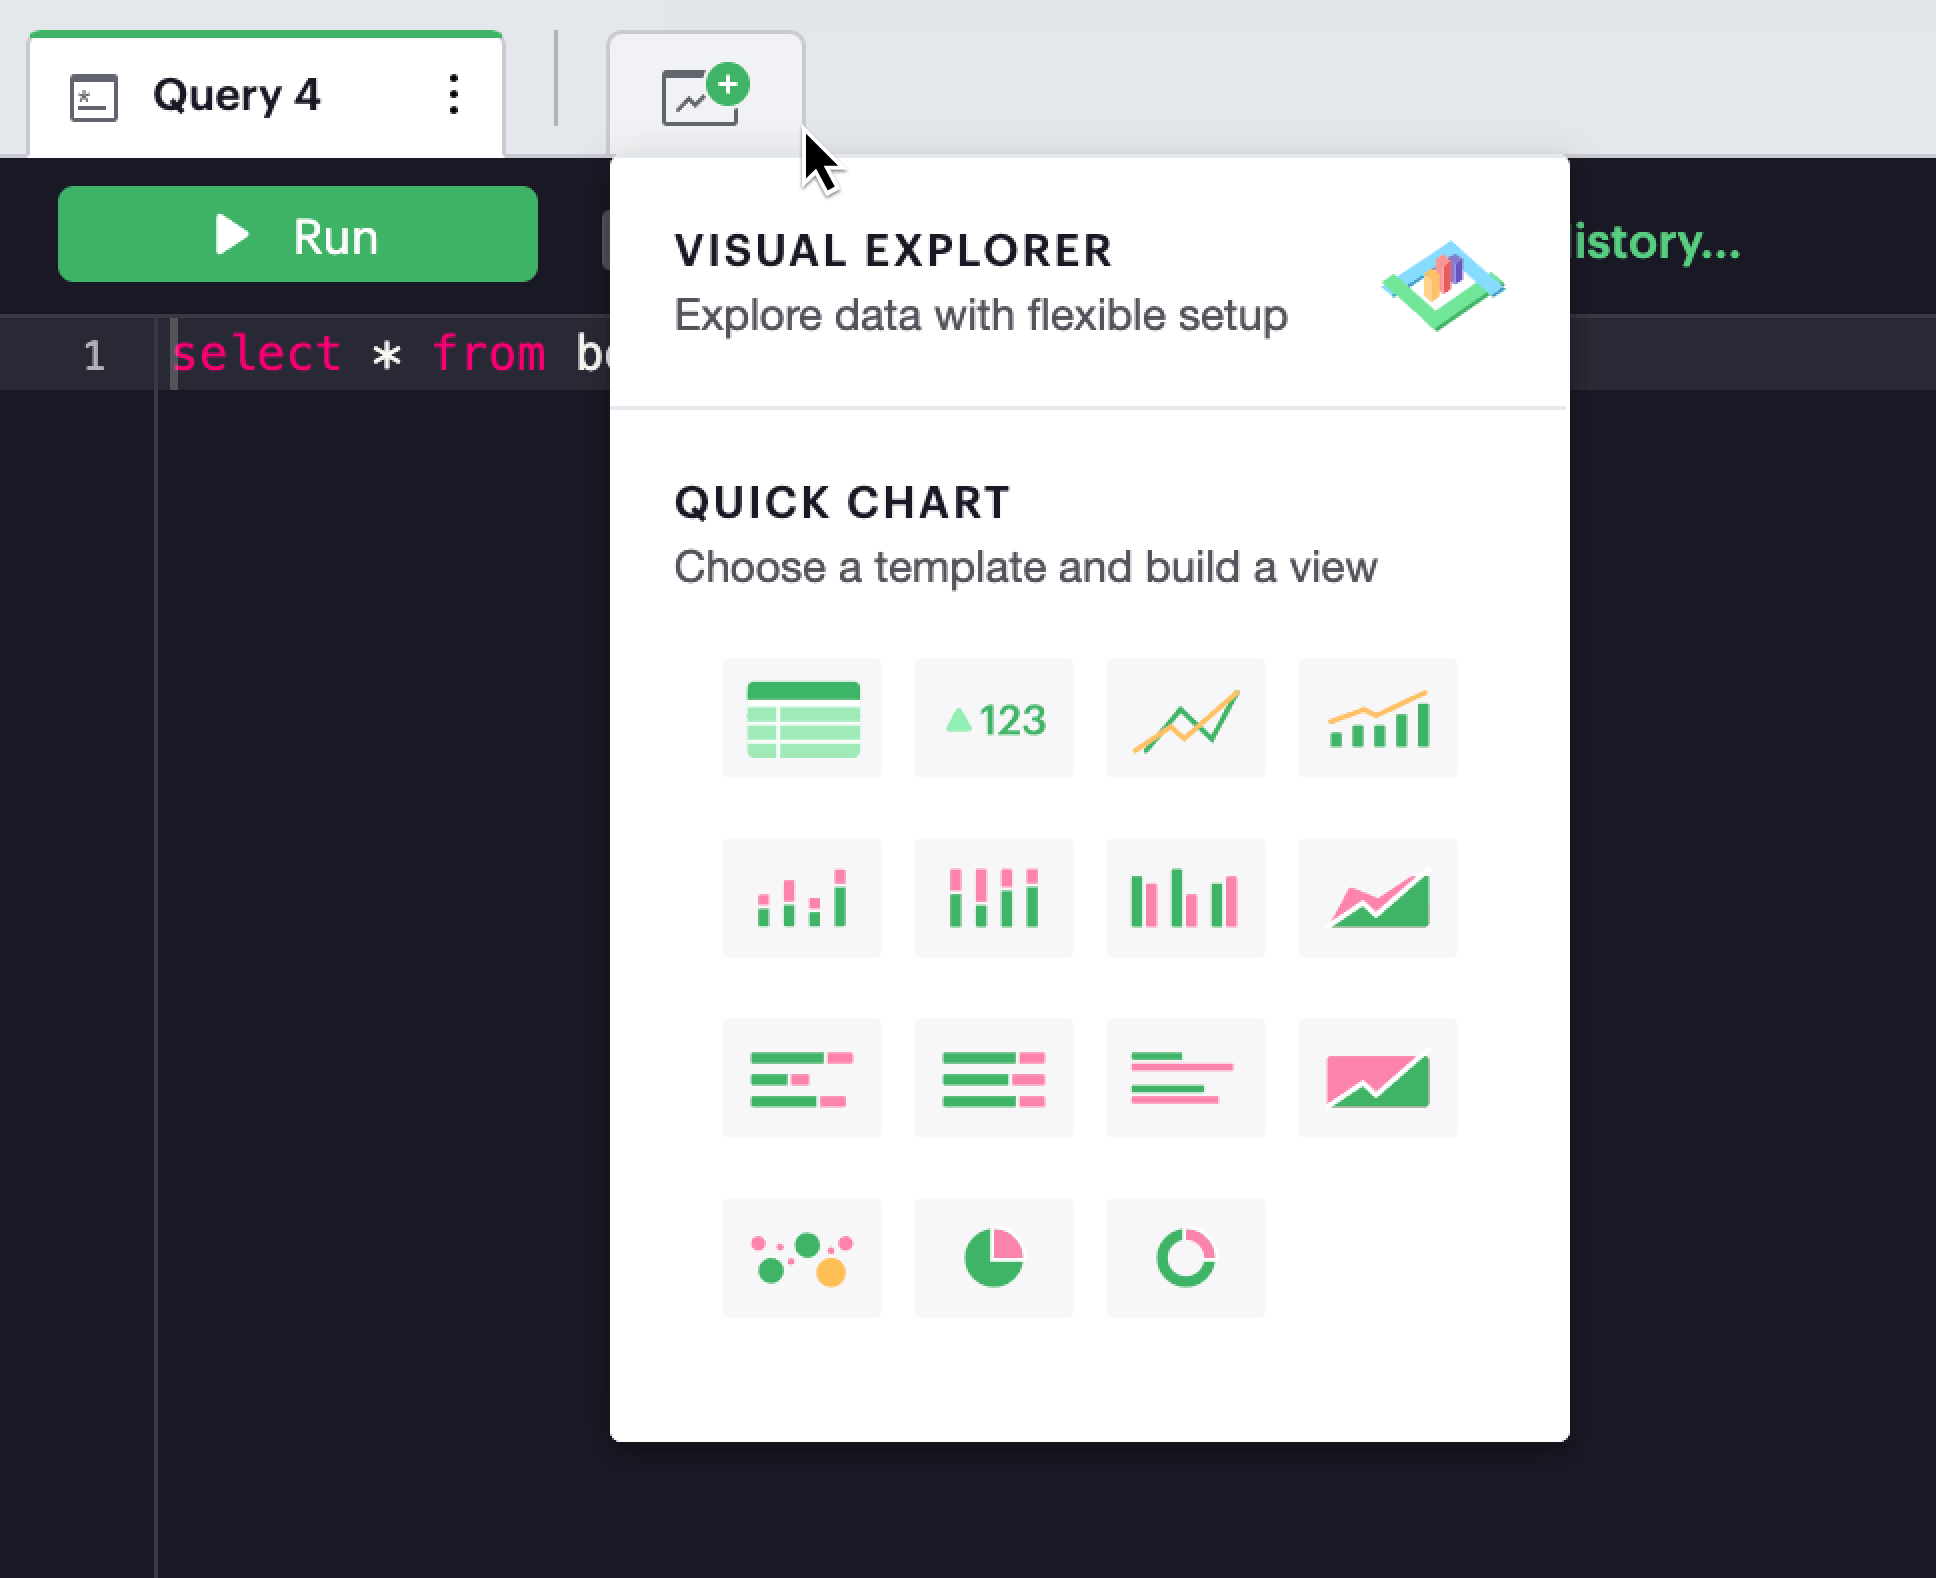 Query 4
Run
istory...
1 select * from
VISUAL EXPLORER
Explore data with flexible setup
QUICK CHART
Choose a template and build a view
123